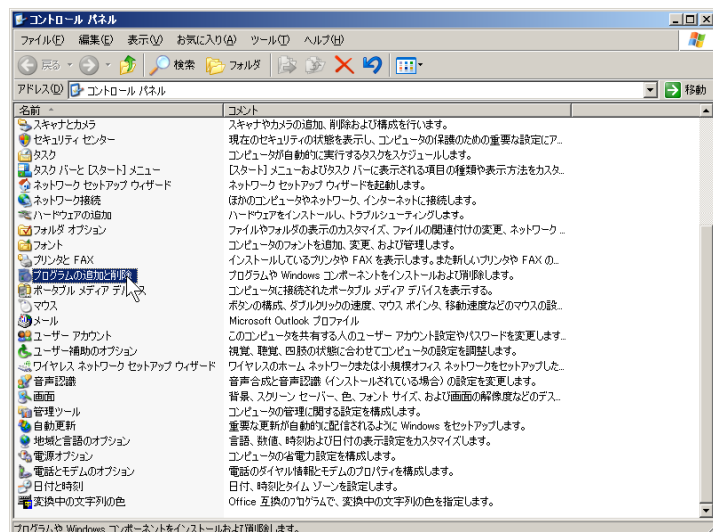 コントロール パネル
ファイル(F) 編集(E) 表示(V) お気に入り(A) ツール(T) ヘルプ(H)
戻る 検索 フォルダ
アドレス(D) コントロール パネル 移動
名前 コメント
スキャナとカメラ スキャナやカメラの追加、削除および構成を行います。
セキュリティ センター 現在のセキュリティの状態を表示し、コンピュータの保護のための重要な設定にア...
タスク コンピュータが自動的に実行するタスクをスケジュールします。
タスク バーと [スタート] メニュー [スタート] メニューおよびタスク バーに表示される項目の種類や表示方法をカスタ...
ネットワーク セットアップ ウィザード ネットワーク セットアップ ウィザードを起動します。
ネットワーク接続 ほかのコンピュータやネットワーク、インターネットに接続します。
ハードウェアの追加 ハードウェアをインストールし、トラブルシューティングします。
フォルダ オプション ファイルやフォルダの表示のカスタマイズ、ファイルの関連付けの変更、ネットワーク ...
フォント コンピュータのフォントを追加、変更、および管理します。
プリンタと FAX インストールしているプリンタや FAX を表示します。また新しいプリンタや FAX の...
プログラムの追加と削除 プログラムや Windows コンポーネントをインストールおよび削除します。
ポータブル メディア デバイス コンピュータに接続されたポータブル メディア デバイスを表示する。
マウス ボタンの構成、ダブルクリックの速度、マウス ポインタ、移動速度などのマウスの設...
メール Microsoft Outlook プロファイル
ユーザー アカウント このコンピュータを共有する人のユーザー アカウント設定やパスワードを変更します...
ユーザー補助のオプション 視覚、聴覚、四肢の状態に合わせてコンピュータの設定を調整します。
ワイヤレス ネットワーク セットアップ ウィザード ワイヤレスのホーム ネットワークまたは小規模オフィス ネットワークをセットアップした...
音声認識 音声合成と音声認識 (インストールされている場合) の設定を変更します。
画面 背景、スクリーン セーバー、色、フォント サイズ、および画面の解像度などのデス...
管理ツール コンピュータの管理に関する設定を構成します。
自動更新 重要な更新が自動的に配信されるように Windows をセットアップします。
地域と言語のオプション 言語、数値、時刻および日付の表示設定をカスタマイズします。
電源オプション コンピュータの省電力設定を構成します。
電話とモデムのオプション 電話のダイヤル情報とモデムのプロパティを構成します。
日付と時刻 日付、時刻とタイム ゾーンを設定します。
変換中の文字列の色 Office 互換のプログラムで、変換中の文字列の色を指定します。
プログラムや Windows コンポーネントをインストールおよび削除します。